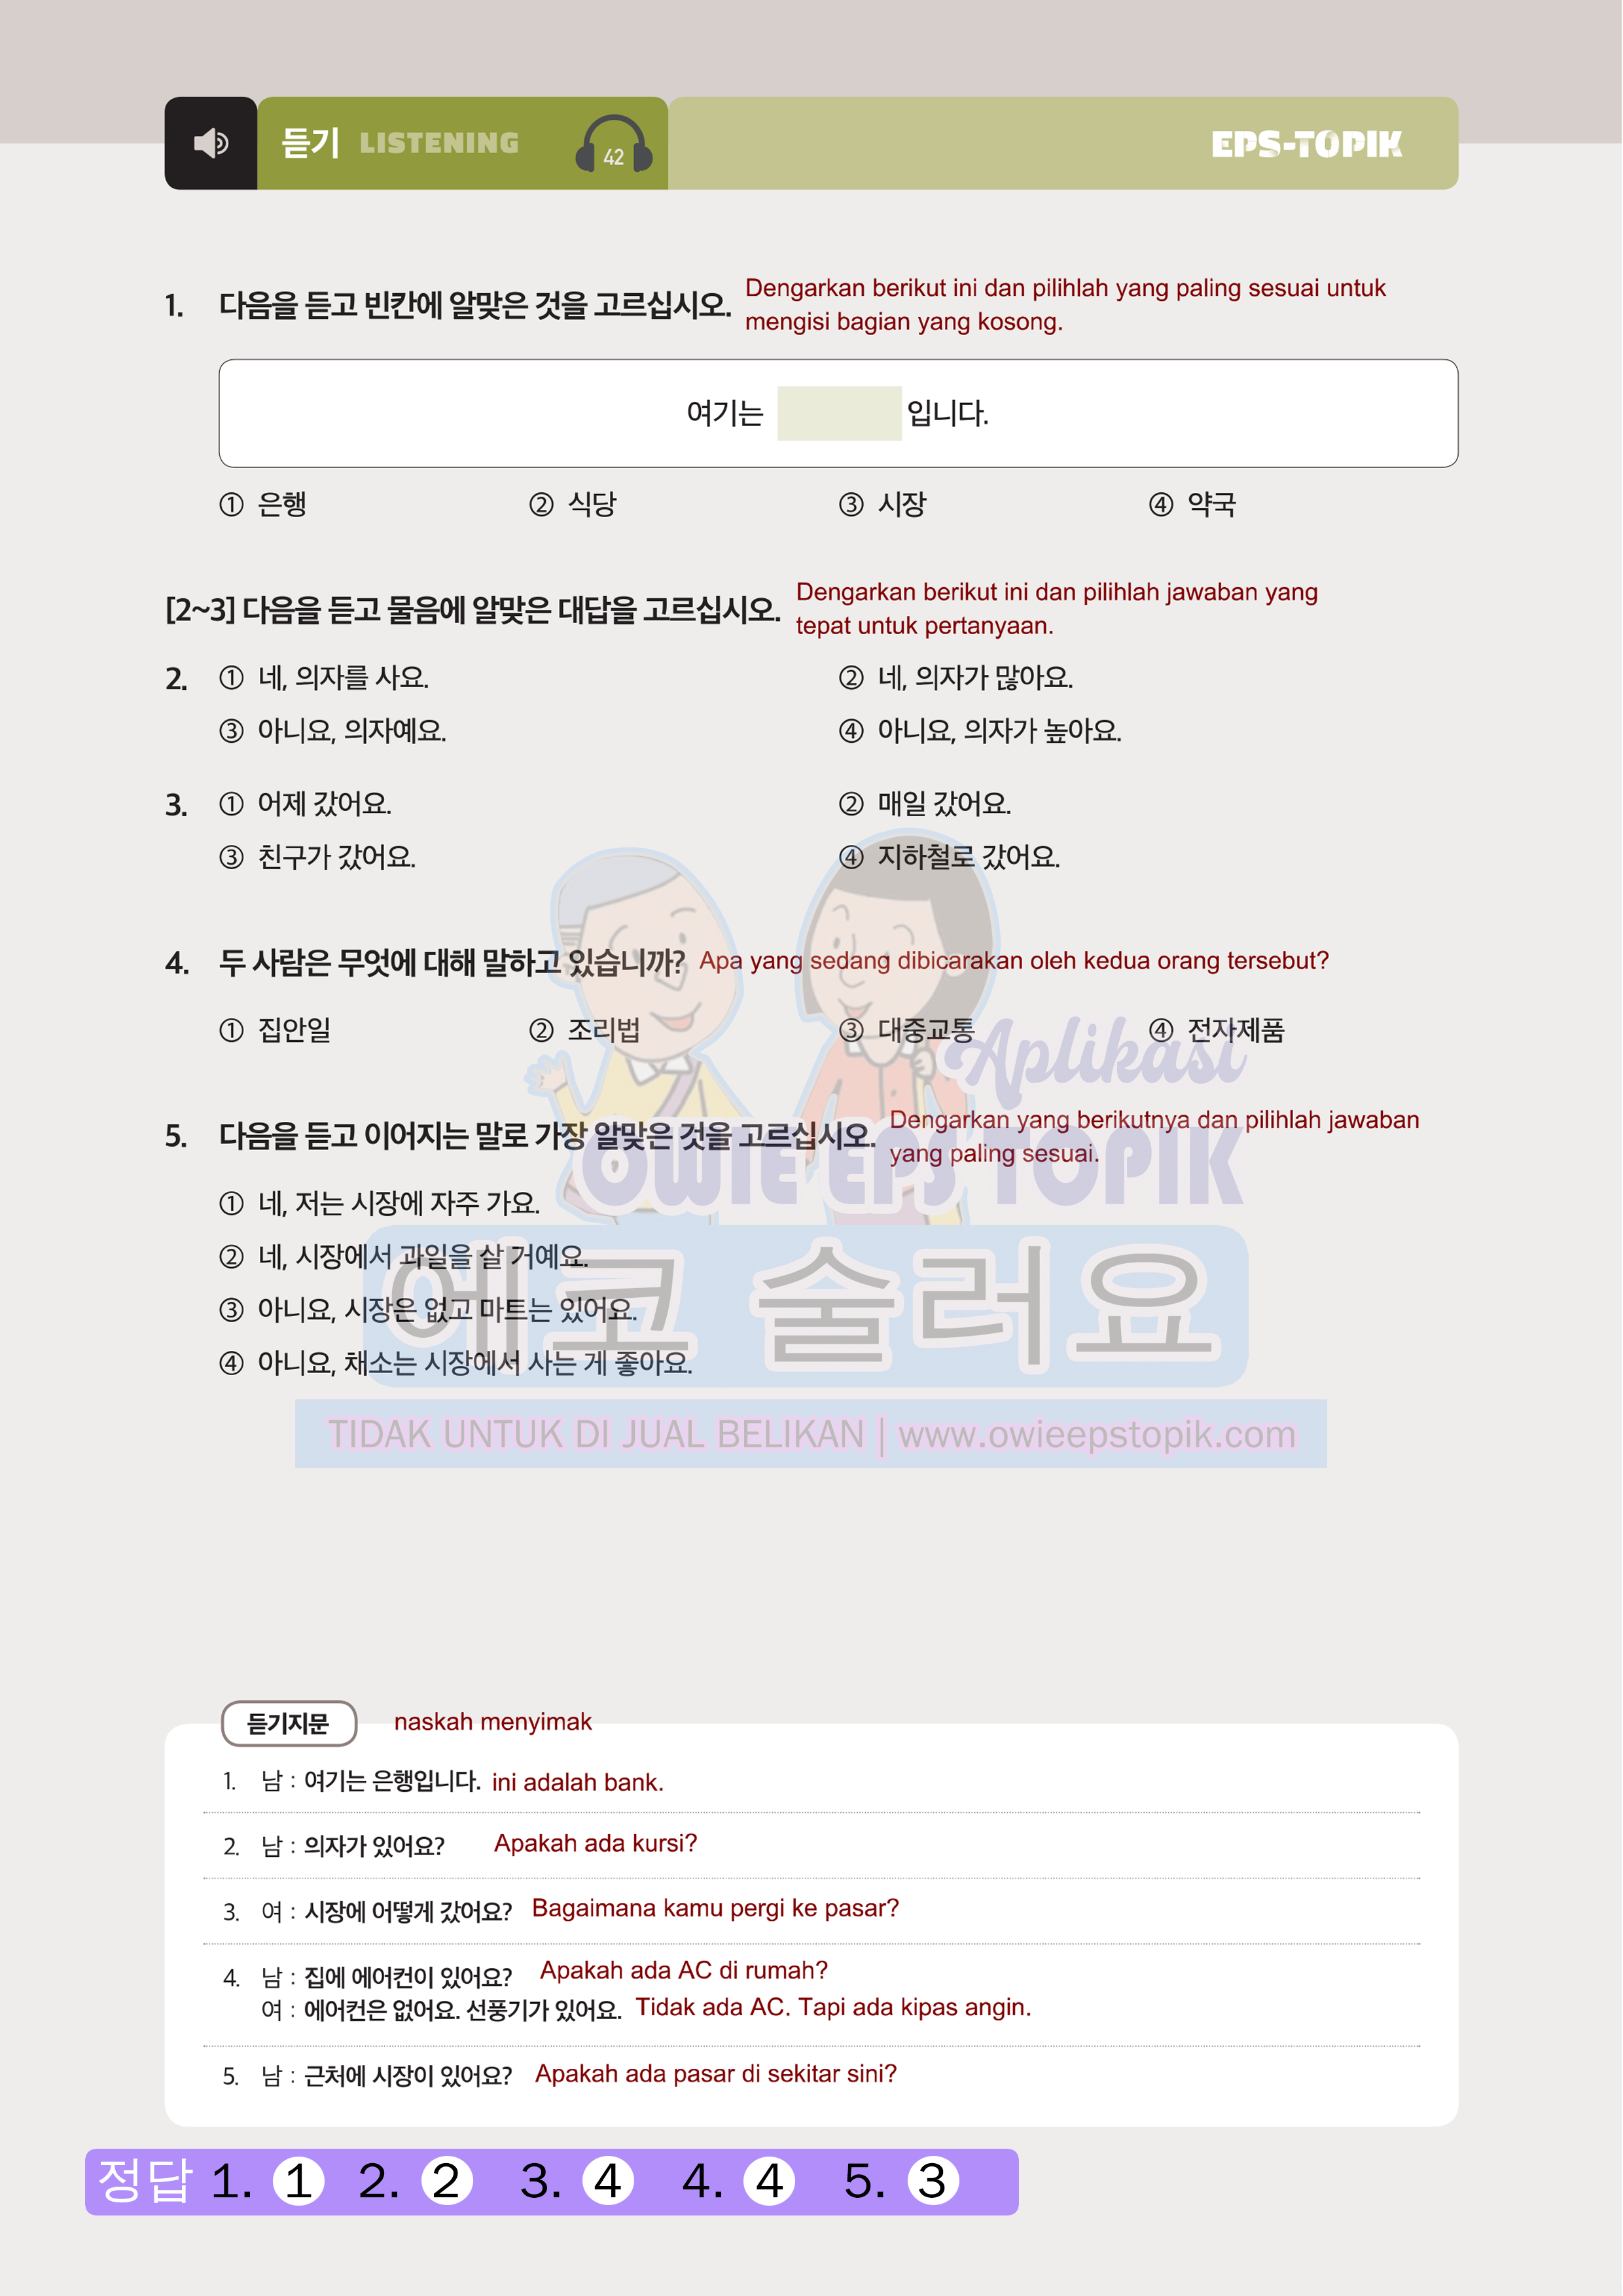 듣기 LISTENING 42 EPS-TOPIK
1. 다음을 듣고 빈칸에 알맞은 것을 고르십시오. Dengarkan berikut ini dan pilihlah yang paling sesuai untuk
mengisi bagian yang kosong.
여기는 입니다.
① 은행 ② 식당 ③ 시장 ④ 약국
[2~3] 다음을 듣고 물음에 알맞은 대답을 고르십시오. Dengarkan berikut ini dan pilihlah jawaban yang
tepat untuk pertanyaan.
2. ① 네, 의자를 사요. ② 네, 의자가 많아요.
③ 아니요, 의자예요. ④ 아니요, 의자가 높아요.
3. ① 어제 갔어요. ② 매일 갔어요.
③ 친구가 갔어요. ④ 지하철로 갔어요.
4. 두 사람은 무엇에 대해 말하고 있습니까? Apa yang sedang dibicarakan oleh kedua orang tersebut?
① 집안일 ② 조리법 ③ 대중교통 ④ 전자제품
Aplikasi
5. 다음을 듣고 이어지는 말로 가장 알맞은 것을 고르십시오. Dengarkan yang berikutnya dan pilihlah jawaban
yang paling sesuai.
OWIE EPS TOPIK
① 네, 저는 시장에 자주 가요.
② 네, 시장에서 과일을 살 거예요.
③ 아니요, 시장은 없고 마트는 있어요.
④ 아니요, 채소는 시장에서 사는 게 좋아요.
에코 술러요
TIDAK UNTUK DI JUAL BELIKAN | www.owieepstopik.com
듣기지문 naskah menyimak
1. 남 : 여기는 은행입니다. ini adalah bank.
2. 남 : 의자가 있어요? Apakah ada kursi?
3. 여 : 시장에 어떻게 갔어요? Bagaimana kamu pergi ke pasar?
4. 남 : 집에 에어컨이 있어요? Apakah ada AC di rumah?
여 : 에어컨은 없어요. 선풍기가 있어요. Tidak ada AC. Tapi ada kipas angin.
5. 남 : 근처에 시장이 있어요? Apakah ada pasar di sekitar sini?
정답 1. 1 2. 2 3. 4 4. 4 5. 3